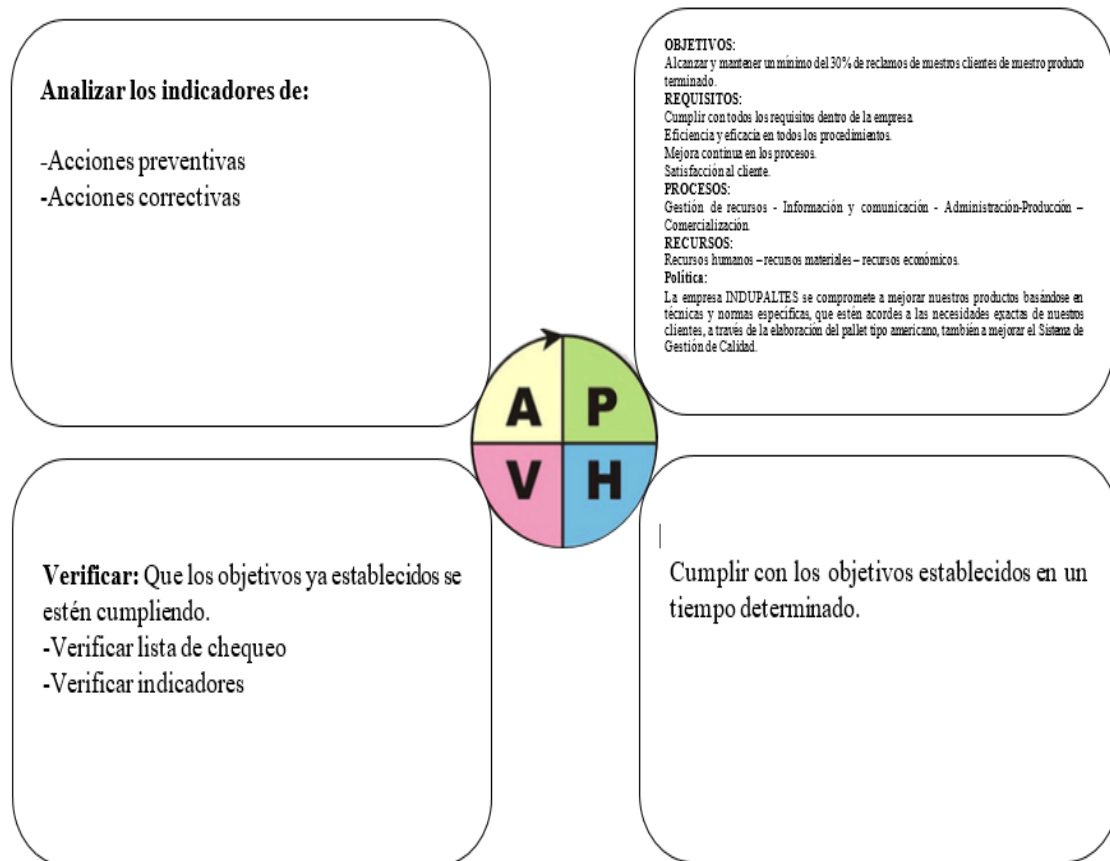 Analizar los indicadores de:
-Acciones preventivas
-Acciones correctivas
OBJETIVOS:
Alcanzar y mantener un mínimo del 30% de reclamos de nuestros clientes de nuestro producto
terminado.
REQUISITOS:
Cumplir con todos los requisitos dentro de la empresa
Eficiencia y eficacia en todos los procedimientos.
Mejora continua en los procesos.
Satisfacción al cliente.
PROCESOS:
Gestión de recursos - Información y comunicación - Administración-Producción –
Comercialización.
RECURSOS:
Recursos humanos – recursos materiales – recursos económicos.
Política:
La empresa INDUPALTES se compromete a mejorar nuestros productos basándose en
técnicas y normas específicas, que estén acordes a las necesidades exactas de nuestros
clientes, a través de la elaboración del pallet tipo americano, también a mejorar el Sistema de
Gestión de Calidad.
A P
V H
Verificar: Que los objetivos ya establecidos se
estén cumpliendo.
-Verificar lista de chequeo
-Verificar indicadores
Cumplir con los objetivos establecidos en un
tiempo determinado.